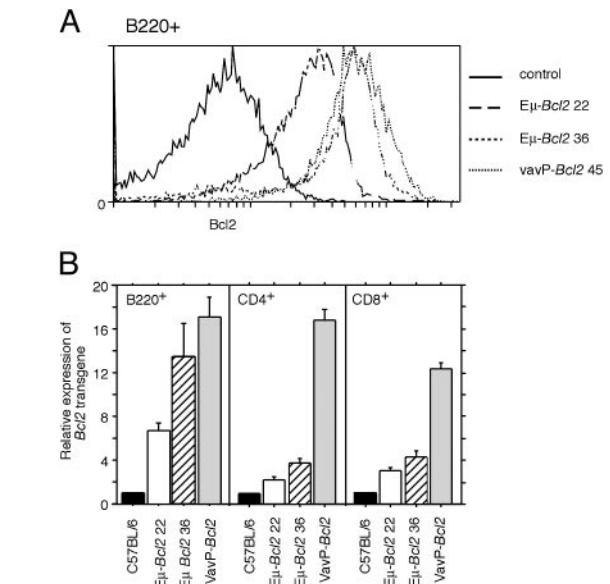 A
B220+
control
Eμ-Bcl2 22
Eμ-Bcl2 36
vavP-Bcl2 45
0
Bcl2
B
Relative expression of
Bcl2 transgene
20
16
12
8
4
0
B220+
CD4+
CD8+
C57BL/6
Eμ-Bcl2 22
Eμ Bcl2 36
VavP-Bcl2
C57BL/6
Eμ-Bcl2 22
Eμ-Bcl2 36
VavP-Bcl2
C57BL/6
Eμ-Bcl2 22
Eμ-Bcl2 36
VavP-Bcl2